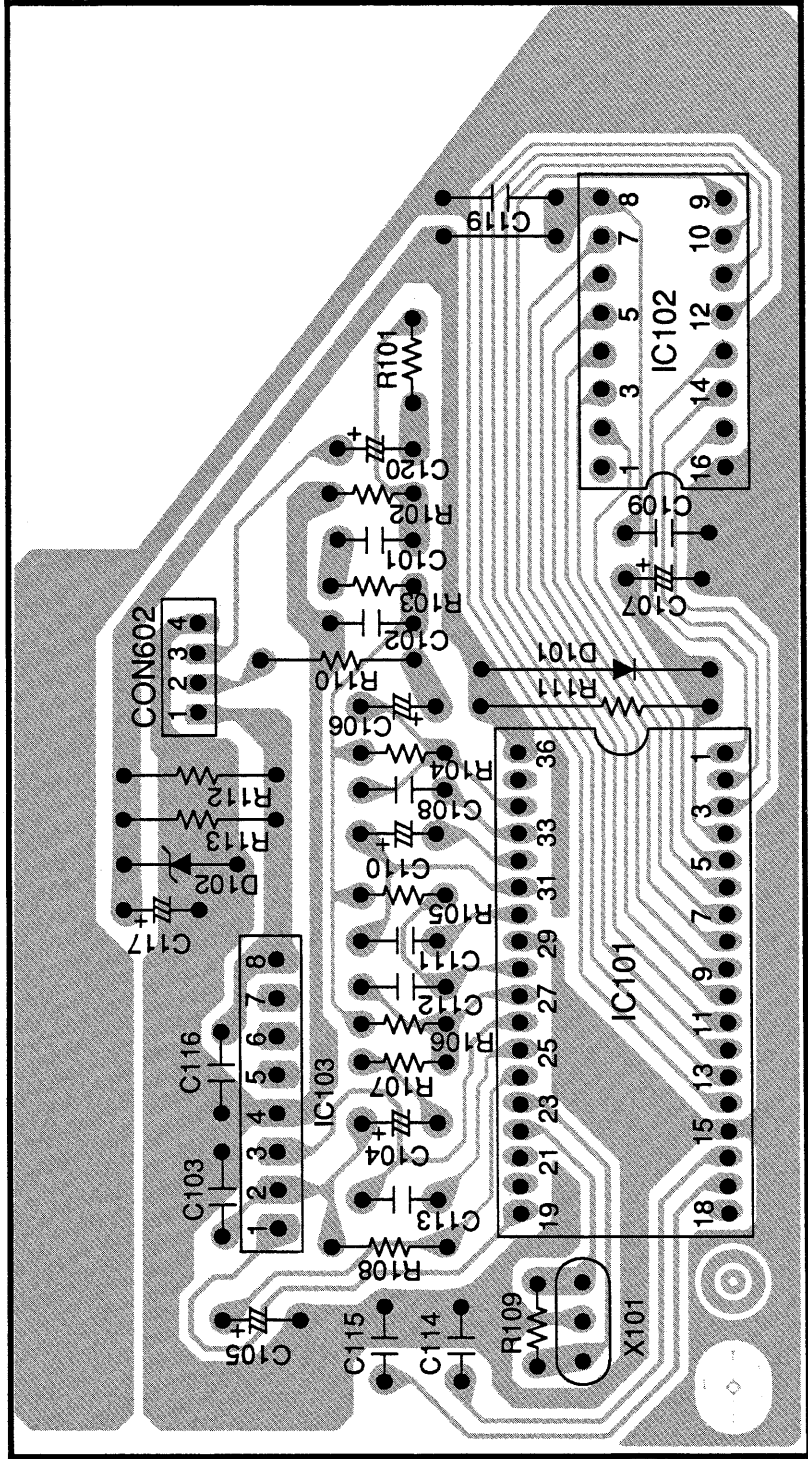 C119
8
9
7
10
5
12
IC102
3
14
1
16
R101
+
C120
R102
C101
R103
C102
R110
C109
+
C107
D101
R111
CON602
4
3
2
1
C106
+
R104
C108
+
C110
R105
C111
C112
R106
R107
+
C104
C113
R108
R112
R113
D102
+
C117
36
1
3
33
5
31
7
29
IC101
9
27
11
25
13
23
15
21
19
18
8
7
6
5
4
3
2
1
IC103
C116
C103
+
C105
C115
C114
R109
X101